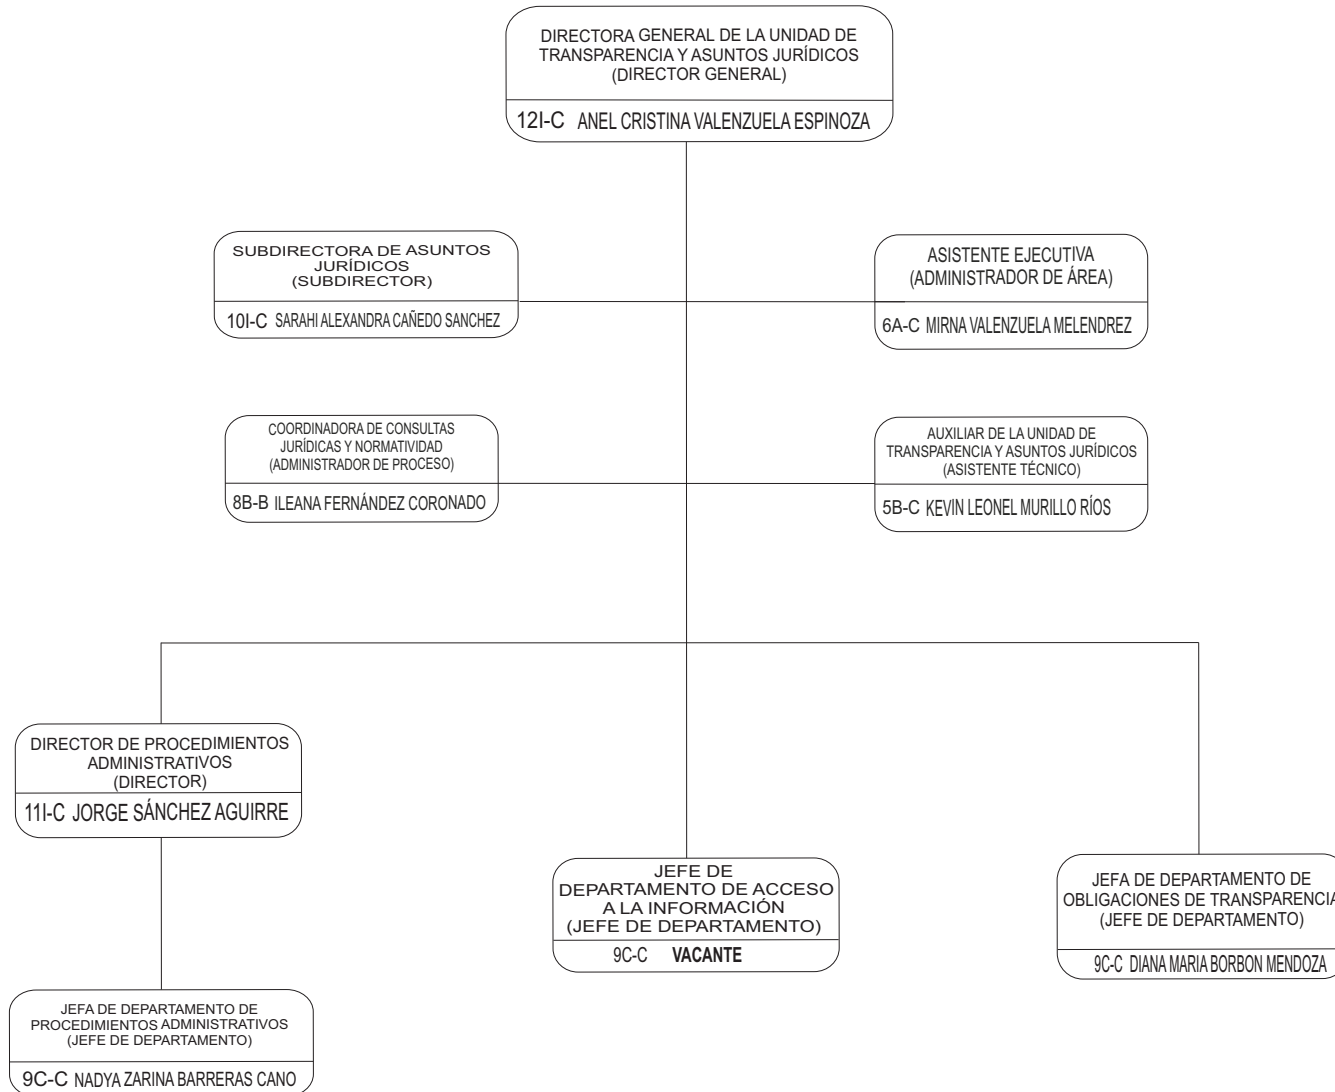 DIRECTORA GENERAL DE LA UNIDAD DE
TRANSPARENCIA Y ASUNTOS JURÍDICOS
(DIRECTOR GENERAL)
12I-C ANEL CRISTINA VALENZUELA ESPINOZA
SUBDIRECTORA DE ASUNTOS
JURÍDICOS
(SUBDIRECTOR)
10I-C SARAHI ALEXANDRA CAÑEDO SANCHEZ
ASISTENTE EJECUTIVA
(ADMINISTRADOR DE ÁREA)
6A-C MIRNA VALENZUELA MELENDREZ
COORDINADORA DE CONSULTAS
JURÍDICAS Y NORMATIVIDAD
(ADMINISTRADOR DE PROCESO)
8B-B ILEANA FERNÁNDEZ CORONADO
AUXILIAR DE LA UNIDAD DE
TRANSPARENCIA Y ASUNTOS JURÍDICOS
(ASISTENTE TÉCNICO)
5B-C KEVIN LEONEL MURILLO RÍOS
DIRECTOR DE PROCEDIMIENTOS
ADMINISTRATIVOS
(DIRECTOR)
11I-C JORGE SÁNCHEZ AGUIRRE
JEFE DE
DEPARTAMENTO DE ACCESO
A LA INFORMACIÓN
(JEFE DE DEPARTAMENTO)
9C-C VACANTE
JEFA DE DEPARTAMENTO DE
OBLIGACIONES DE TRANSPARENCIA
(JEFE DE DEPARTAMENTO)
9C-C DIANA MARIA BORBON MENDOZA
JEFA DE DEPARTAMENTO DE
PROCEDIMIENTOS ADMINISTRATIVOS
(JEFE DE DEPARTAMENTO)
9C-C NADYA ZARINA BARRERAS CANO